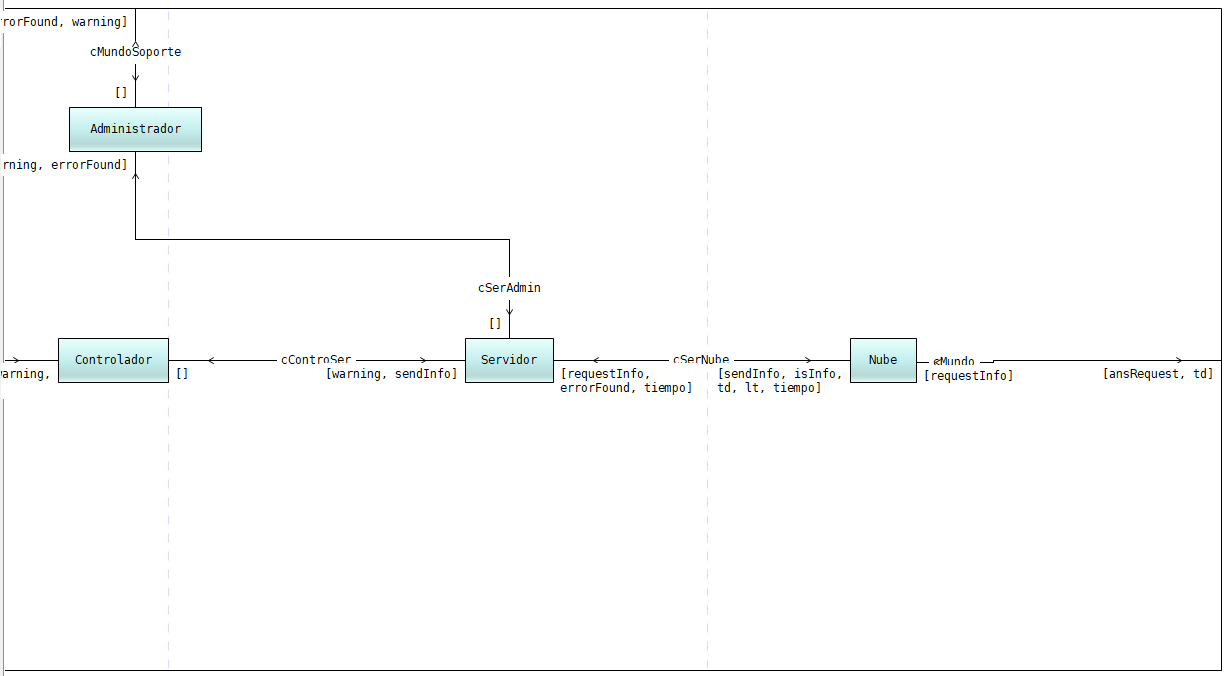 rorFound, warning]
cMundoSoporte
[]
Administrador
rning, errorFound]
cSerAdmin
[]
Controlador
cControSer
Servidor
cSerNube
Nube
cMundo
arning,
[]
[warning, sendInfo]
[requestInfo,
errorFound, tiempo]
[sendInfo, isInfo,
td, lt, tiempo]
[requestInfo]
[ansRequest, td]